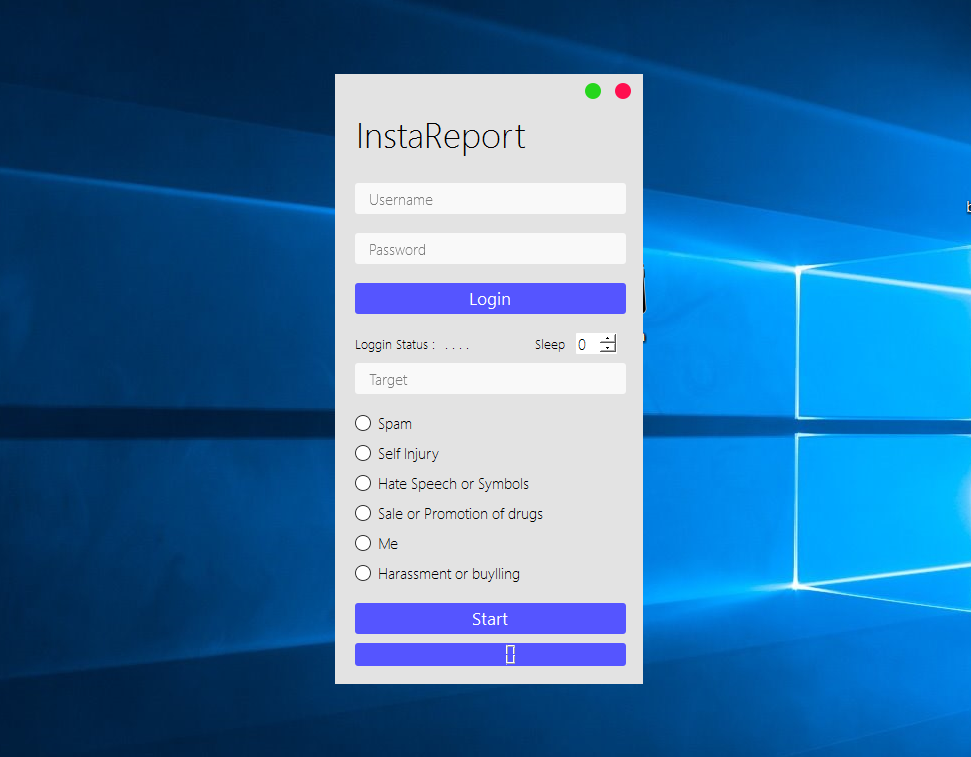 InstaReport
Username
Password
Login
Loggin Status : . . . . Sleep 0
Target
Spam
Self Injury
Hate Speech or Symbols
Sale or Promotion of drugs
Me
Harassment or buylling
Start